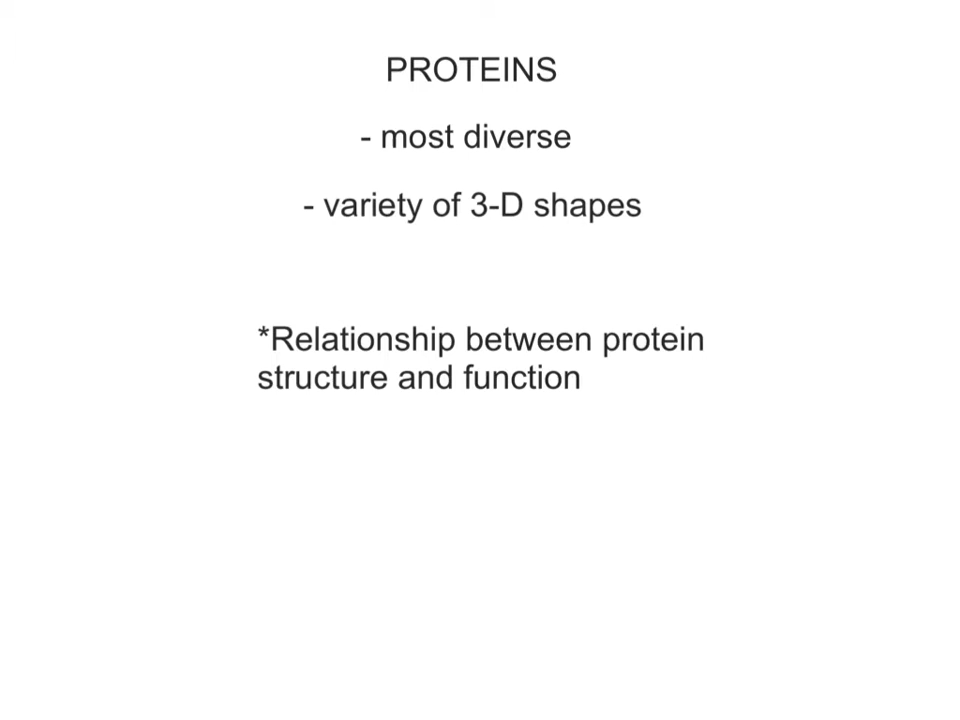 PROTEINS
- most diverse
- variety of 3-D shapes
*Relationship between protein
structure and function